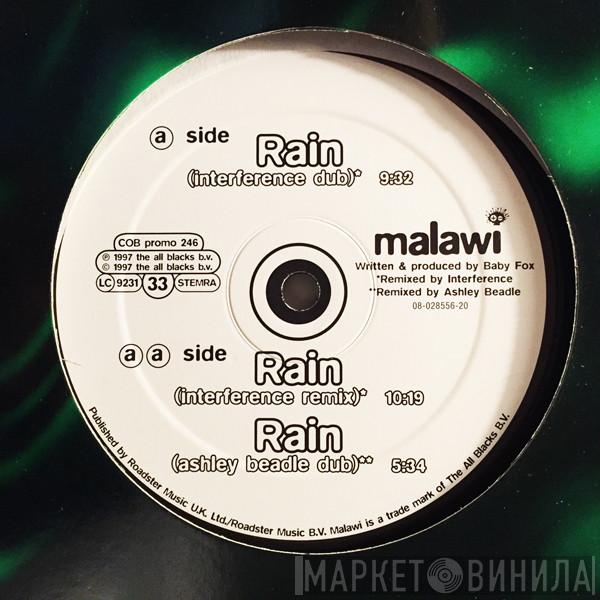 a side
Rain
(interference dub)* 9:32
COB promo 246
℗ 1997 the all blacks b.v.
© 1997 the all blacks b.v.
LC 9231 33 STEMRA
malawi
Written & produced by Baby Fox
*Remixed by Interference
**Remixed by Ashley Beadle
08-028556-20
a a side
Rain
(interference remix)* 10:19
Rain
(ashley beadle dub)** 5:34
Published by Roadster Music U.K. Ltd./Roadster Music B.V. Malawi is a trade mark of The All Blacks B.V.
МАРКЕТ ВИНИЛА